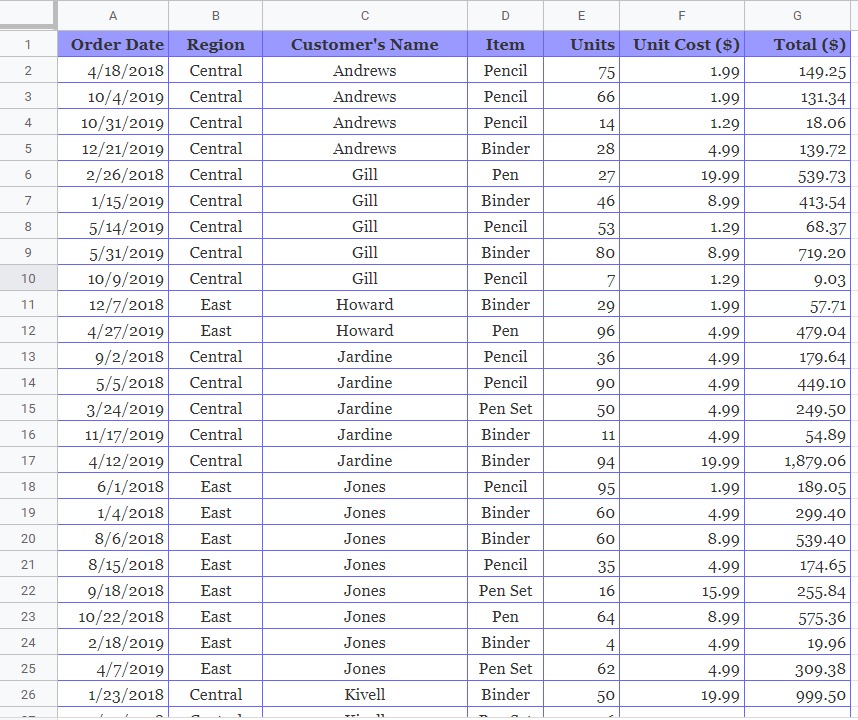 A B C D E F G
1 Order Date Region Customer's Name Item Units Unit Cost ($) Total ($)
2 4/18/2018 Central Andrews Pencil 75 1.99 149.25
3 10/4/2019 Central Andrews Pencil 66 1.99 131.34
4 10/31/2019 Central Andrews Pencil 14 1.29 18.06
5 12/21/2019 Central Andrews Binder 28 4.99 139.72
6 2/26/2018 Central Gill Pen 27 19.99 539.73
7 1/15/2019 Central Gill Binder 46 8.99 413.54
8 5/14/2019 Central Gill Pencil 53 1.29 68.37
9 5/31/2019 Central Gill Binder 80 8.99 719.20
10 10/9/2019 Central Gill Pencil 7 1.29 9.03
11 12/7/2018 East Howard Binder 29 1.99 57.71
12 4/27/2019 East Howard Pen 96 4.99 479.04
13 9/2/2018 Central Jardine Pencil 36 4.99 179.64
14 5/5/2018 Central Jardine Pencil 90 4.99 449.10
15 3/24/2019 Central Jardine Pen Set 50 4.99 249.50
16 11/17/2019 Central Jardine Binder 11 4.99 54.89
17 4/12/2019 Central Jardine Binder 94 19.99 1,879.06
18 6/1/2018 East Jones Pencil 95 1.99 189.05
19 1/4/2018 East Jones Binder 60 4.99 299.40
20 8/6/2018 East Jones Binder 60 8.99 539.40
21 8/15/2018 East Jones Pencil 35 4.99 174.65
22 9/18/2018 East Jones Pen Set 16 15.99 255.84
23 10/22/2018 East Jones Pen 64 8.99 575.36
24 2/18/2019 East Jones Binder 4 4.99 19.96
25 4/7/2019 East Jones Pen Set 62 4.99 309.38
26 1/23/2018 Central Kivell Binder 50 19.99 999.50